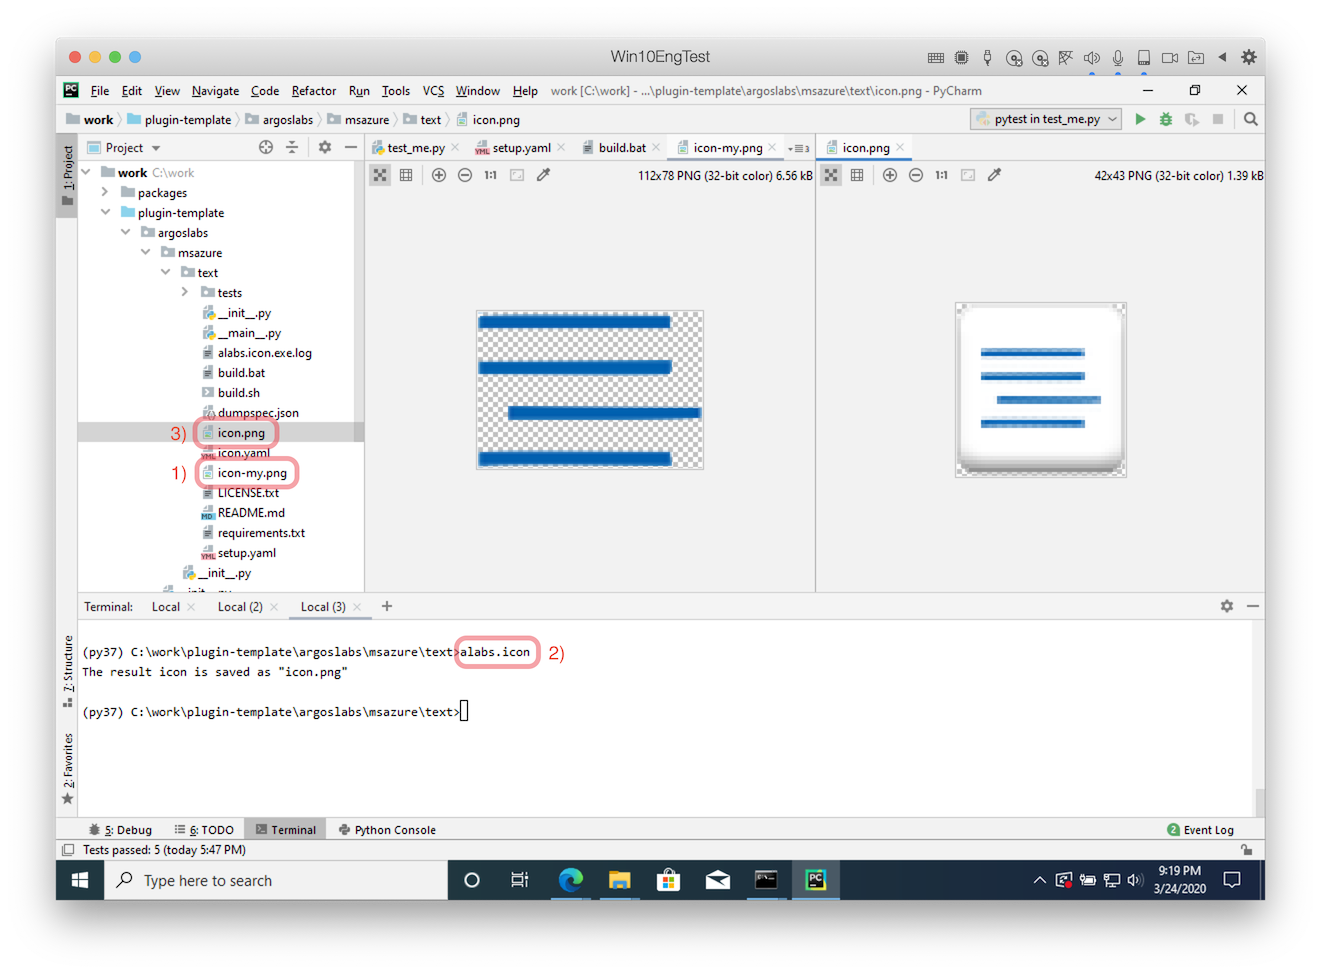 Win10EngTest
PC File Edit View Navigate Code Refactor Run Tools VCS Window Help work [C:\work] - ...\plugin-template\argoslabs\msazure\text\icon.png - PyCharm
work plugin-template argoslabs msazure text icon.png pytest in test_me.py
1: Project
Project
test_me.py setup.yaml build.bat icon-my.png 3 icon.png
1:1 112x78 PNG (32-bit color) 6.56 kB 1:1 42x43 PNG (32-bit color) 1.39 kB
work C:\work
packages
plugin-template
argoslabs
msazure
text
tests
__init__.py
__main__.py
alabs.icon.exe.log
build.bat
build.sh
dumpspec.json
3) icon.png
icon.yaml
1) icon-my.png
LICENSE.txt
README.md
requirements.txt
setup.yaml
__init__.py
__init__.py
Terminal: Local Local (2) Local (3) +
(py37) C:\work\plugin-template\argoslabs\msazure\text>alabs.icon 2)
The result icon is saved as "icon.png"
(py37) C:\work\plugin-template\argoslabs\msazure\text>
7: Structure
2: Favorites
5: Debug 6: TODO Terminal Python Console 2 Event Log
Tests passed: 5 (today 5:47 PM)
Type here to search PC 9:19 PM
3/24/2020